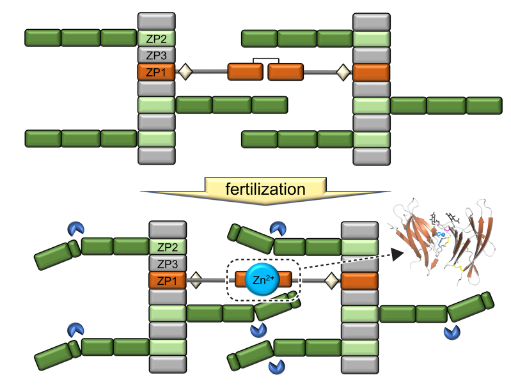 ZP2
ZP3
ZP1
fertilization
ZP2
ZP3
ZP1
Zn²⁺